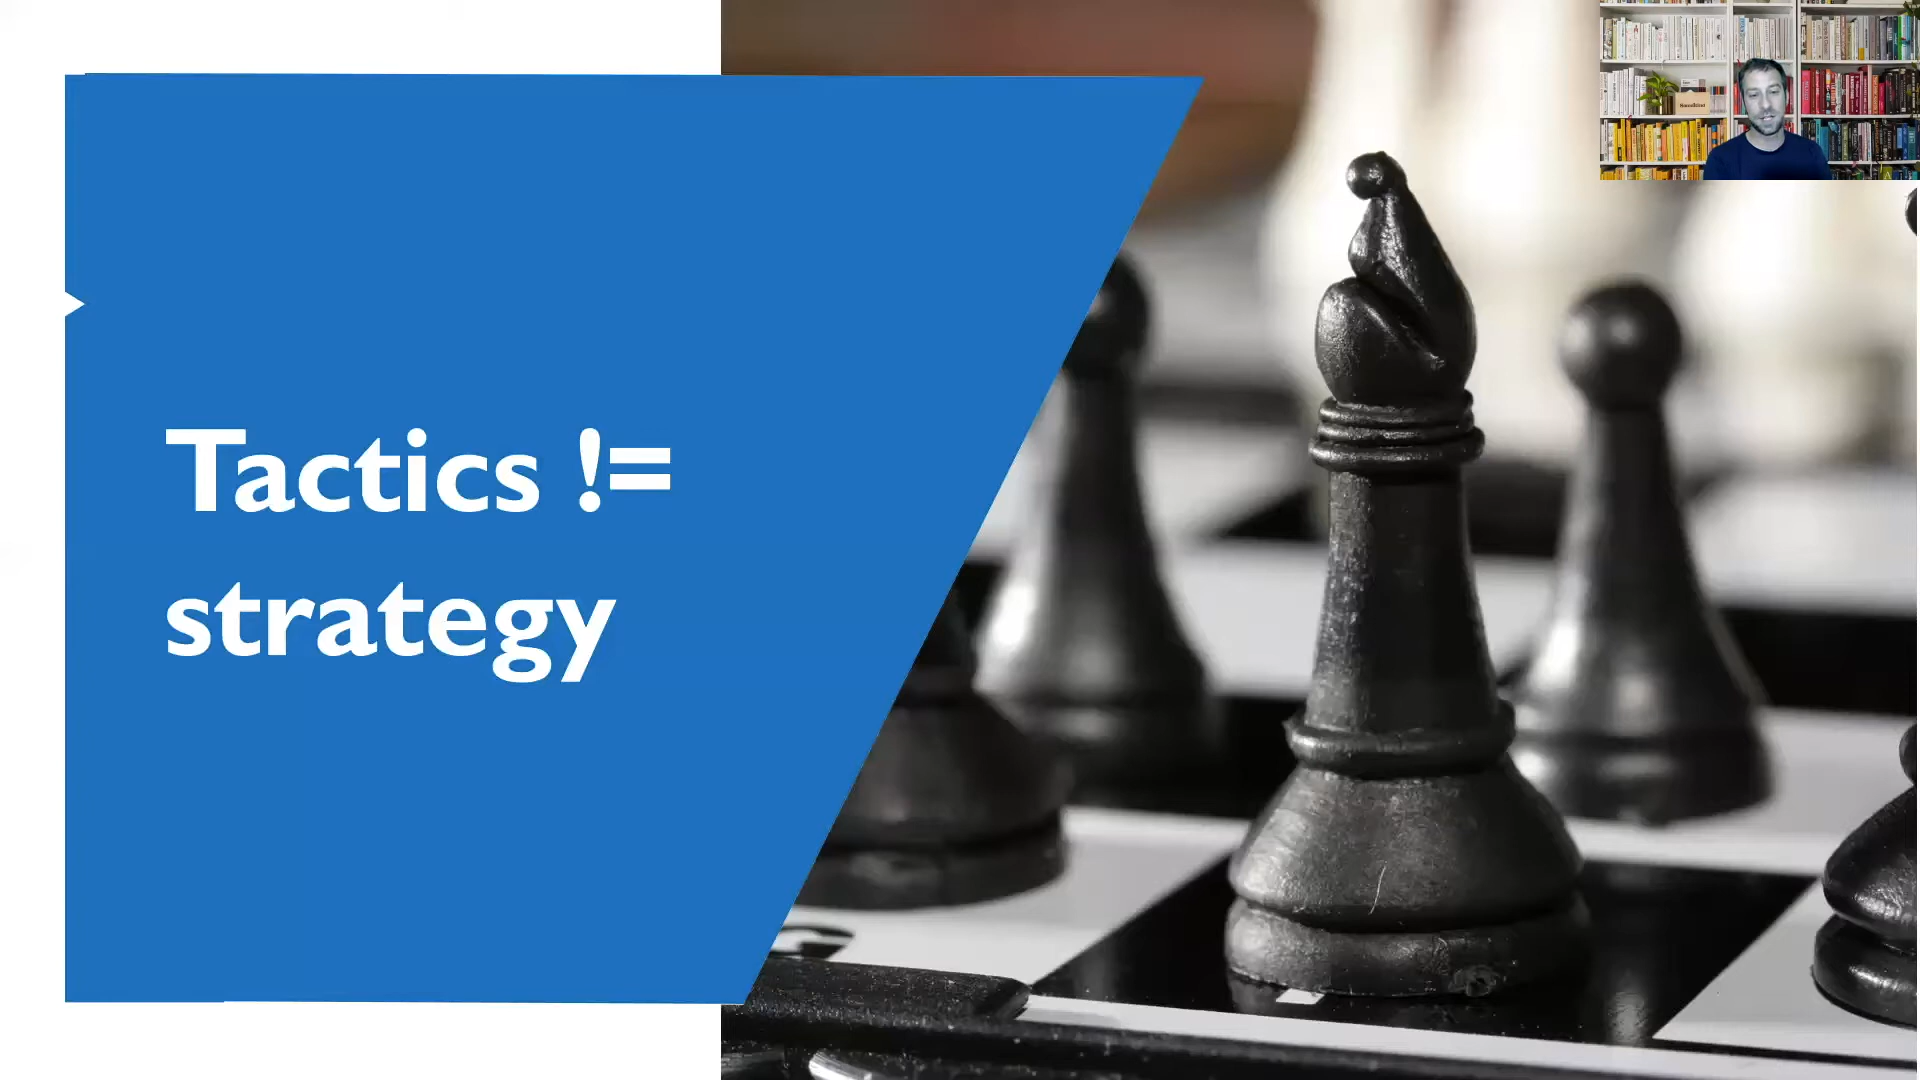 Tactics !=
strategy
G